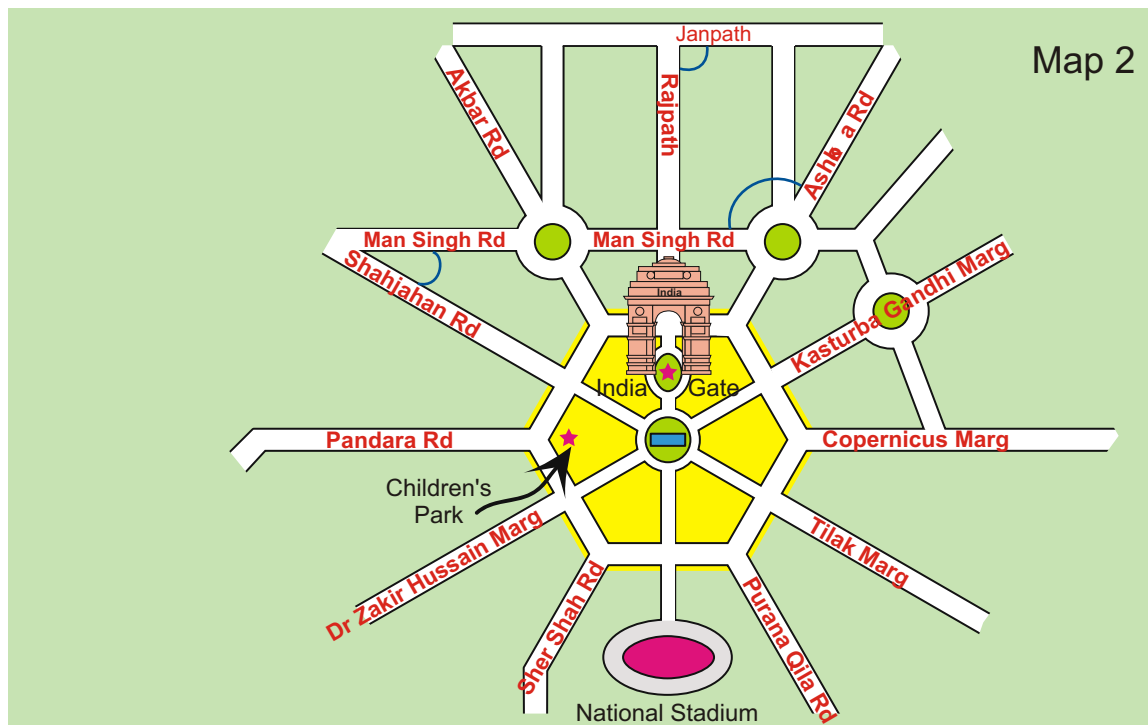 Janpath
Map 2
Akbar Rd
Rajpath
Man Singh Rd
Man Singh Rd
Shahjahan Rd
Kasturba Gandhi Marg
India
India Gate
Pandara Rd
Copernicus Marg
Children's
Park
Dr Zakir Hussain Marg
Tilak Marg
Sher Shah Rd
Purana Qila Rd
National Stadium